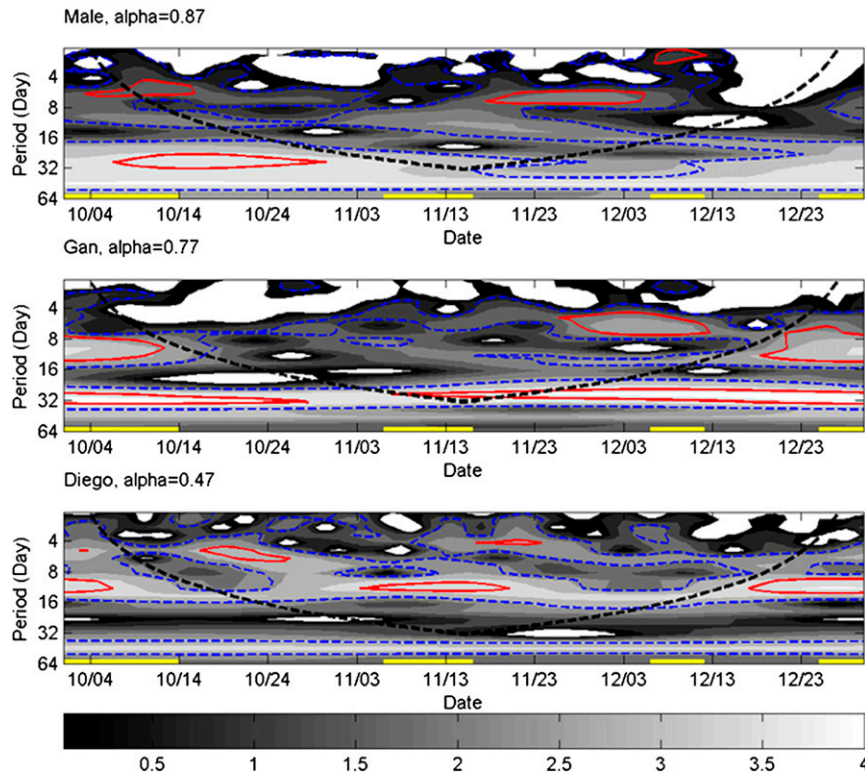 Male, alpha=0.87
Period (Day)
4
8
16
32
64
10/04 10/14 10/24 11/03 11/13 11/23 12/03 12/13 12/23
Date
Gan, alpha=0.77
Period (Day)
4
8
16
32
64
10/04 10/14 10/24 11/03 11/13 11/23 12/03 12/13 12/23
Date
Diego, alpha=0.47
Period (Day)
4
8
16
32
64
10/04 10/14 10/24 11/03 11/13 11/23 12/03 12/13 12/23
Date
0.5 1 1.5 2 2.5 3 3.5 4